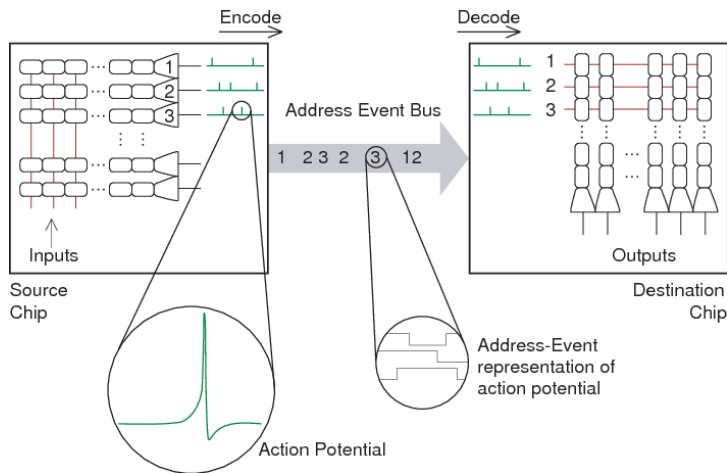 Encode
Decode
1
2
3
1
2
3
Address Event Bus
1 2 3 2 3 12
Inputs
Outputs
Source
Chip
Destination
Chip
Address-Event
representation of
action potential
Action Potential